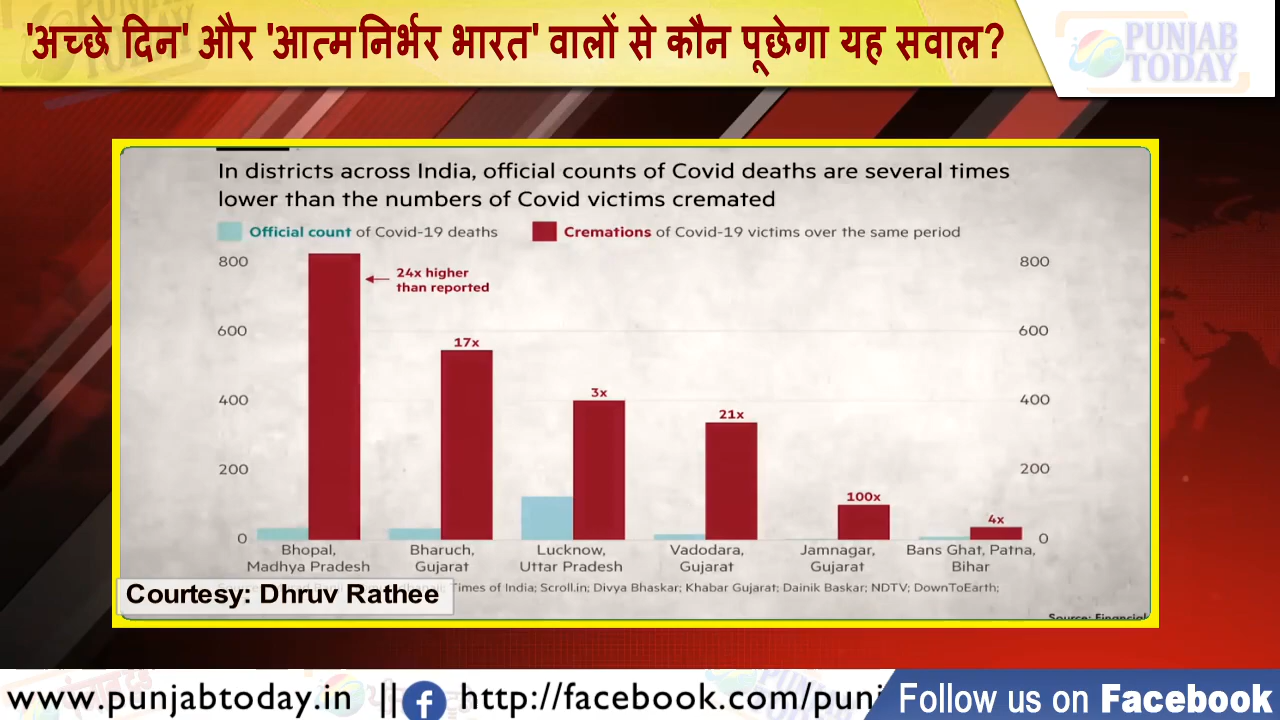 'अच्छे दिन' और 'आत्मनिर्भर भारत' वालों से कौन पूछेगा यह सवाल?
PUNJAB
TODAY
In districts across India, official counts of Covid deaths are several times
lower than the numbers of Covid victims cremated
Official count of Covid-19 deaths
Cremations of Covid-19 victims over the same period
800
800
24x higher
than reported
600
600
17x
400
400
3x
21x
200
200
100x
4x
0
0
Bhopal,
Madhya Pradesh
Bharuch,
Gujarat
Lucknow,
Uttar Pradesh
Vadodara,
Gujarat
Jamnagar,
Gujarat
Bans Ghat, Patna,
Bihar
Times of India; Scroll.in; Divya Bhaskar; Khabar Gujarat; Dainik Baskar; NDTV; DownToEarth;
Courtesy: Dhruv Rathee
Source: Financial
www.punjabtoday.in || f http://facebook.com/punj
Follow us on Facebook